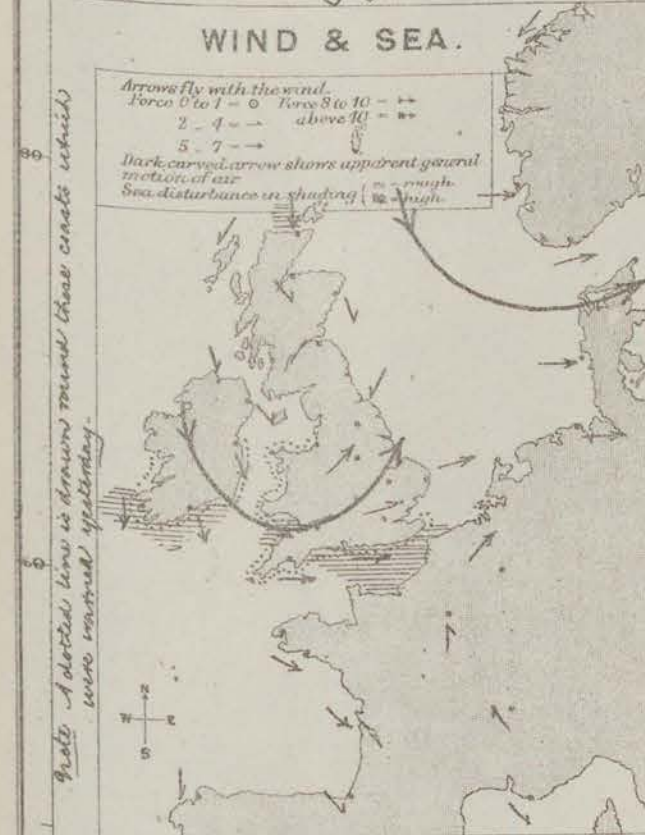 WIND & SEA.
Arrows fly with the wind.
Force 0 to 1 - o Force 8 to 10 -
2 - 4 - above 10 -
5 - 7 -
Dark curved arrow shows apparent general
motion of air
Sea disturbance in shading { - rough
- high
80
Note A dotted line is drawn round those coasts which
were warned yesterday.
N
W E
S